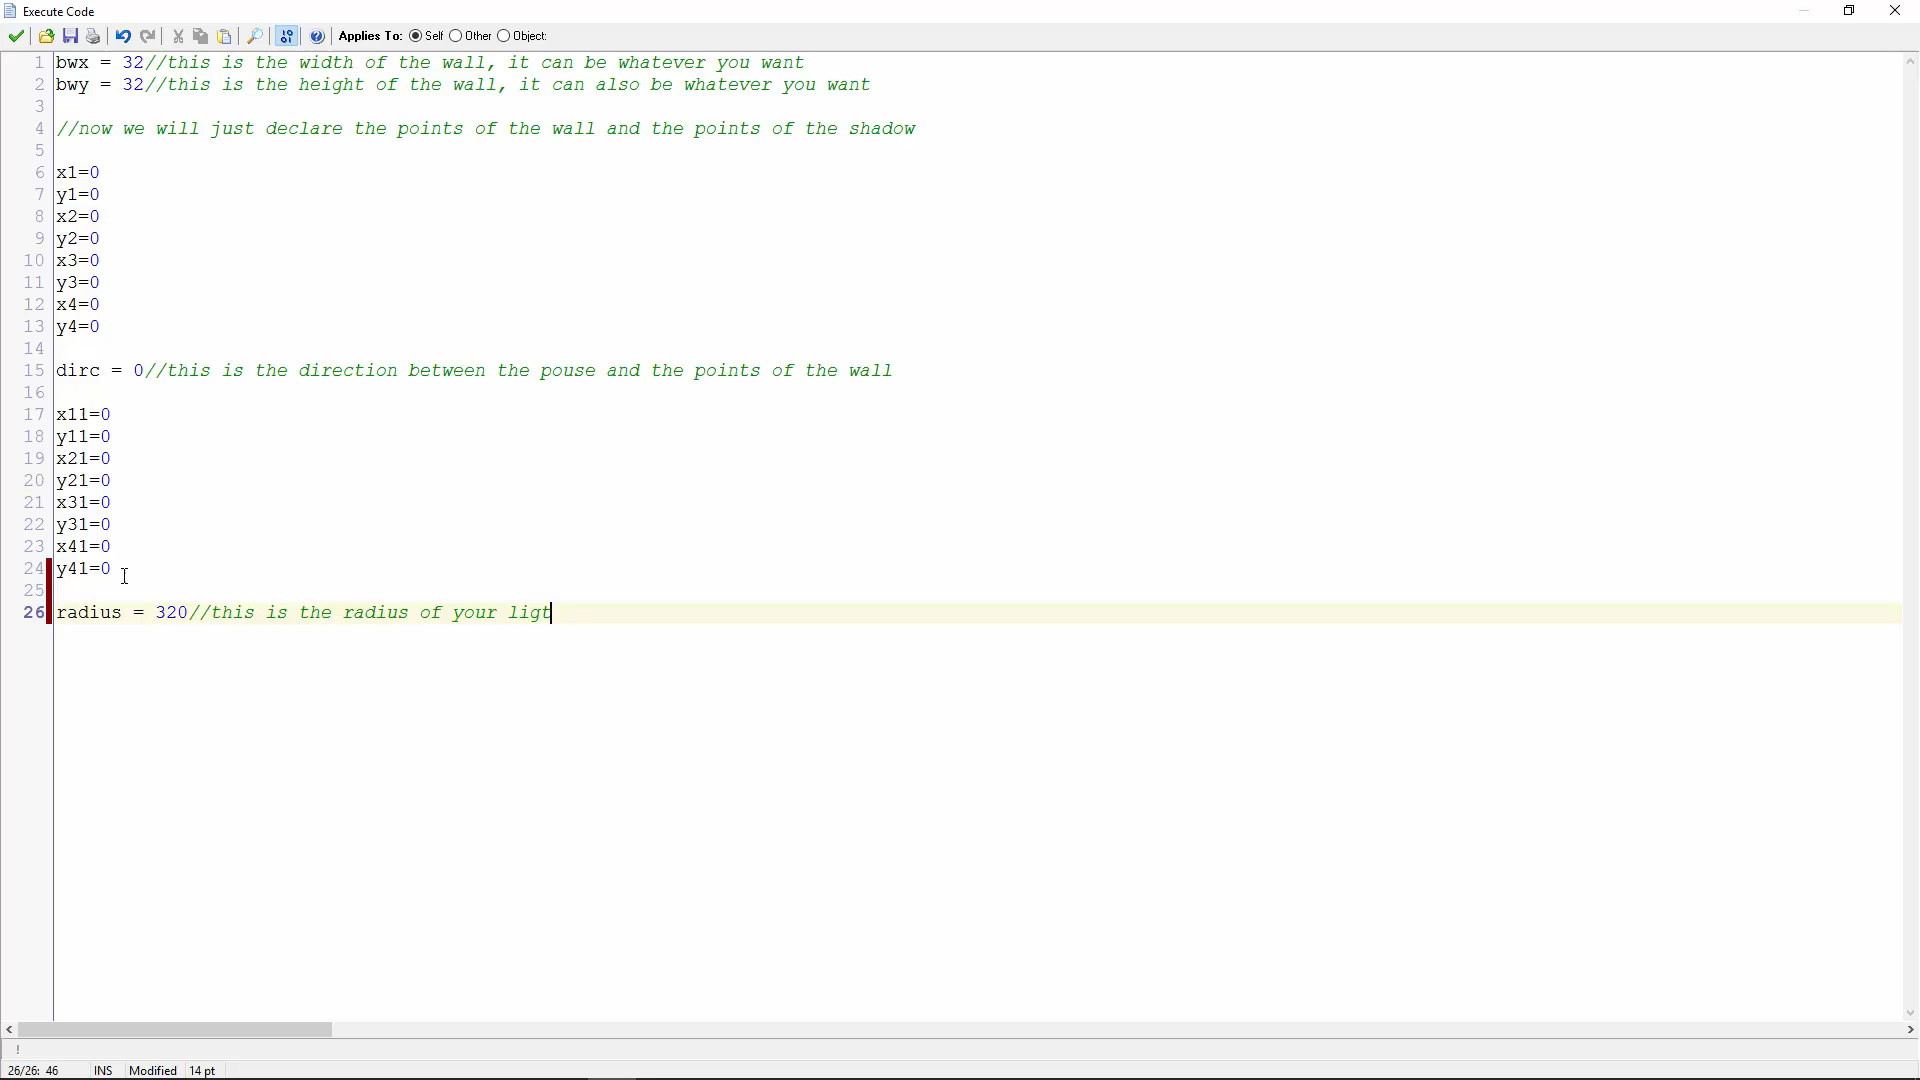 Execute Code
Applies To: Self Other Object:
1 bwx = 32//this is the width of the wall, it can be whatever you want
2 bwy = 32//this is the height of the wall, it can also be whatever you want
3
4 //now we will just declare the points of the wall and the points of the shadow
5
6 x1=0
7 y1=0
8 x2=0
9 y2=0
10 x3=0
11 y3=0
12 x4=0
13 y4=0
14
15 dirc = 0//this is the direction between the pouse and the points of the wall
16
17 x11=0
18 y11=0
19 x21=0
20 y21=0
21 x31=0
22 y31=0
23 x41=0
24 y41=0
25
26 radius = 320//this is the radius of your ligt
!
26/26: 46 INS Modified 14 pt